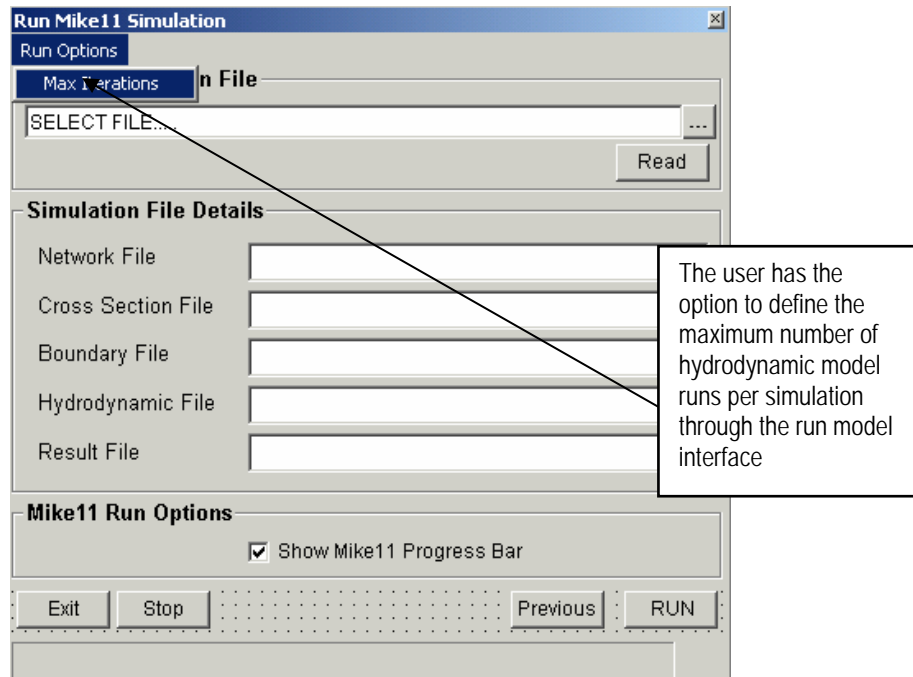 Run Mike11 Simulation
Run Options
Max Iterations
n File
SELECT FILE.....
...
Read
Simulation File Details
Network File
Cross Section File
Boundary File
Hydrodynamic File
Result File
The user has the
option to define the
maximum number of
hydrodynamic model
runs per simulation
through the run model
interface
Mike11 Run Options
Show Mike11 Progress Bar
Exit
Stop
Previous
RUN